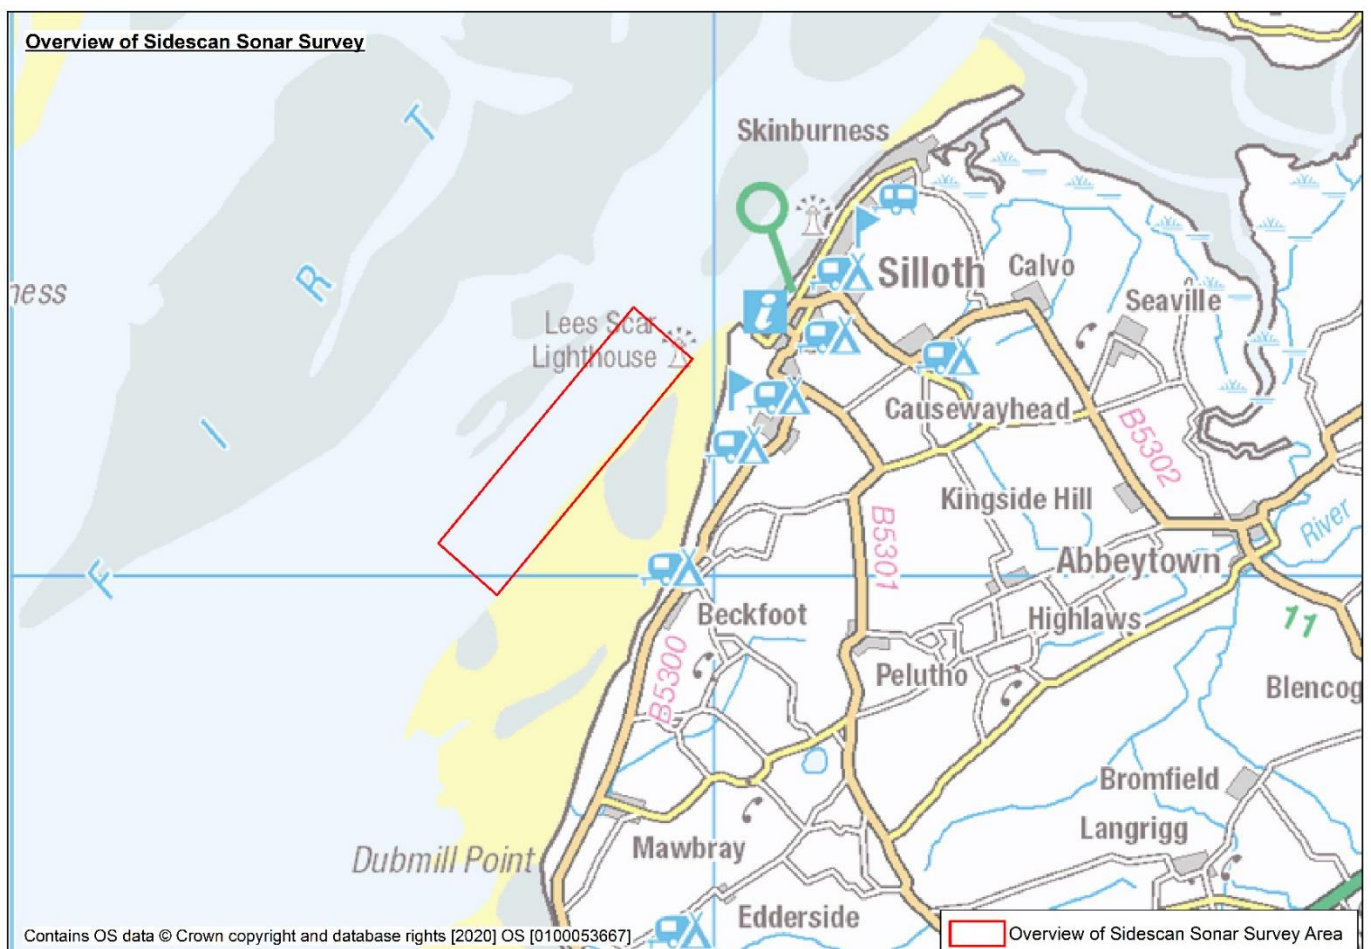 Overview of Sidescan Sonar Survey
T
Skinburness
R
ness
Silloth
Calvo
i
Seaville
Lees Scar
Lighthouse
Causewayhead
I
B5302
Kingside Hill
B5301
River
Abbeytown
F
Beckfoot
Highlaws
11
B5300
Pelutho
Blencog
Bromfield
Langrigg
Mawbray
Dubmill Point
Edderside
Contains OS data © Crown copyright and database rights [2020] OS [0100053667]
Overview of Sidescan Sonar Survey Area